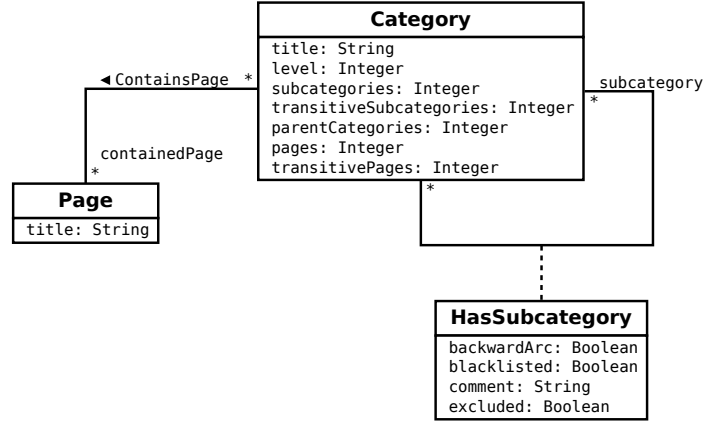 Category
title: String
level: Integer
subcategories: Integer
transitiveSubcategories: Integer
parentCategories: Integer
pages: Integer
transitivePages: Integer
◄ ContainsPage *
subcategory
*
containedPage
*
*
Page
title: String
HasSubcategory
backwardArc: Boolean
blacklisted: Boolean
comment: String
excluded: Boolean